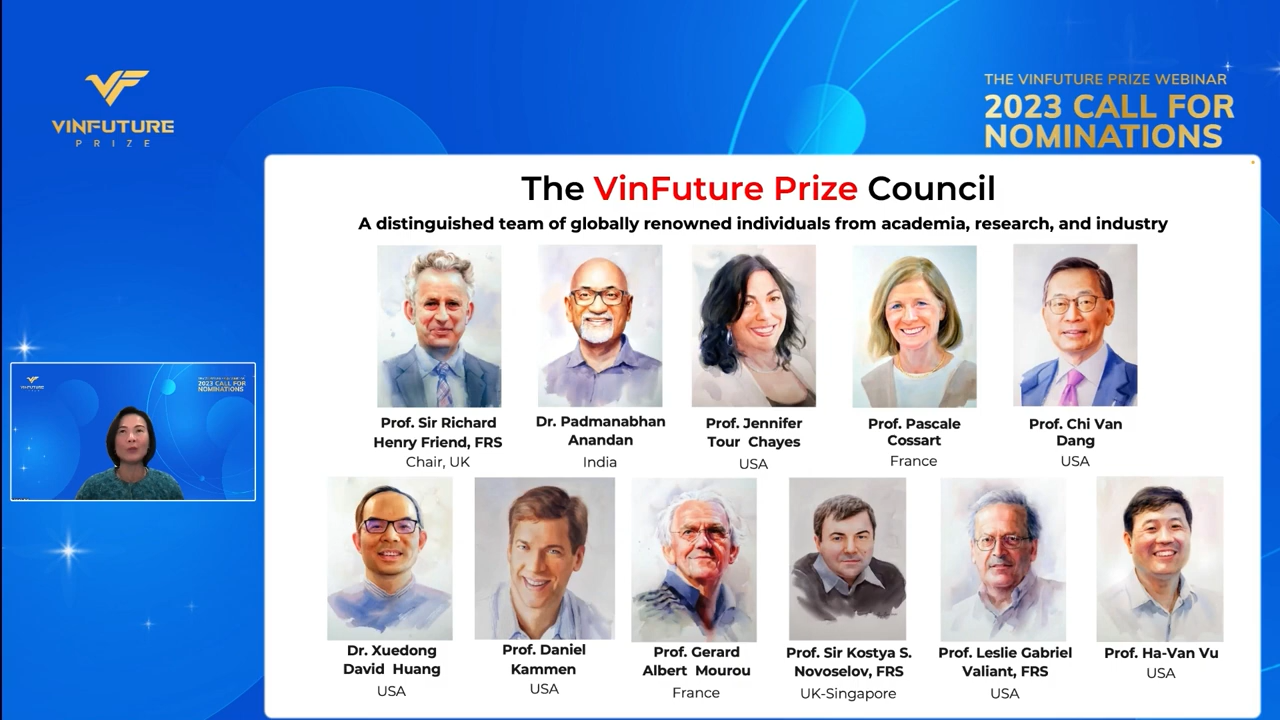 VINFUTURE
PRIZE
THE VINFUTURE PRIZE WEBINAR
2023 CALL FOR
NOMINATIONS
The VinFuture Prize Council
A distinguished team of globally renowned individuals from academia, research, and industry
Prof. Sir Richard
Henry Friend, FRS
Chair, UK
Dr. Padmanabhan
Anandan
India
Prof. Jennifer
Tour Chayes
USA
Prof. Pascale
Cossart
France
Prof. Chi Van
Dang
USA
VINFUTURE
2023 CALL FOR
NOMINATIONS
Dr. Xuedong
David Huang
USA
Prof. Daniel
Kammen
USA
Prof. Gerard
Albert Mourou
France
Prof. Sir Kostya S.
Novoselov, FRS
UK-Singapore
Prof. Leslie Gabriel
Valiant, FRS
USA
Prof. Ha-Van Vu
USA